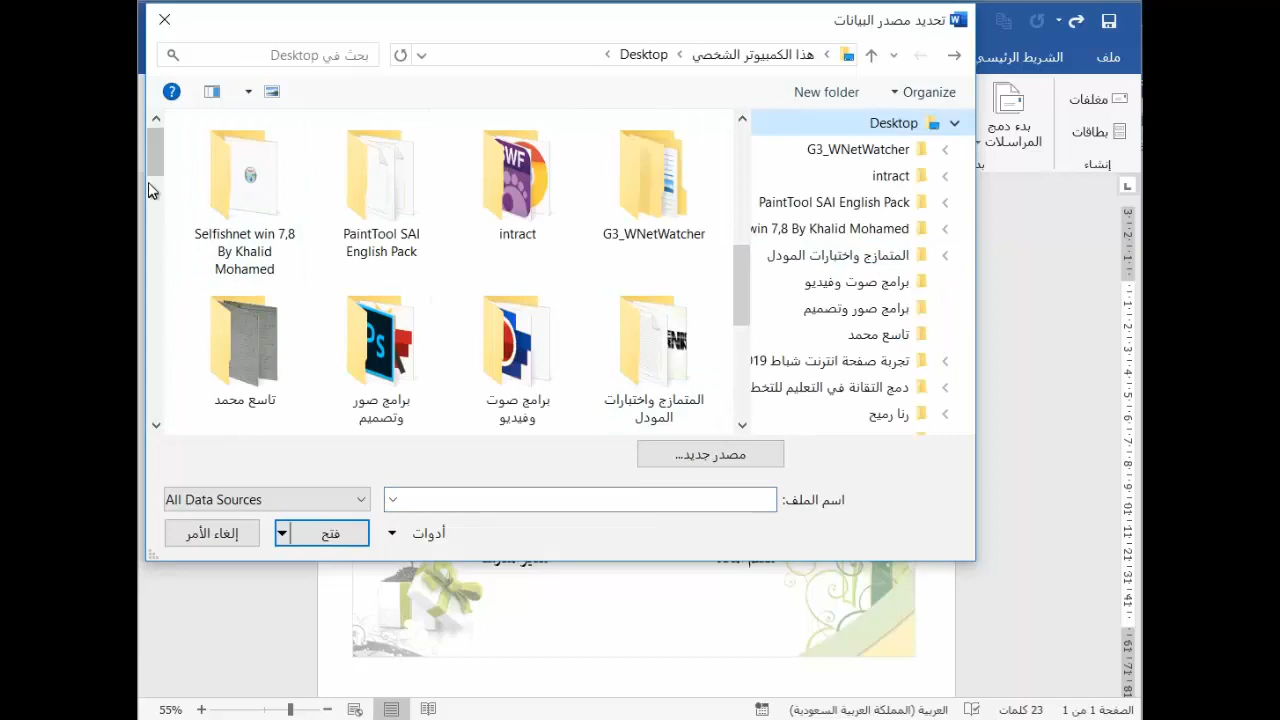 تحديد مصدر البيانات
هذا الكمبيوتر الشخصي
Desktop
بحث في Desktop
ملف
الشريط الرئيسي
Organize
New folder
مغلفات
بطاقات
إنشاء
بدء دمج
المراسلات
Desktop
G3_WNetWatcher
intract
PaintTool SAI English Pack
win 7,8 By Khalid Mohamed
المتمازج واختبارات المودل
برامج صوت وفيديو
برامج صور وتصميم
تاسع محمد
تجربة صفحة انترنت شباط 2019
دمج التقانة في التعليم للتخط
رنا رميح
G3_WNetWatcher
intract
PaintTool SAI
English Pack
Selfishnet win 7,8
By Khalid
Mohamed
المتمازج واختبارات
المودل
برامج صوت
وفيديو
برامج صور
وتصميم
تاسع محمد
مصدر جديد...
اسم الملف:
All Data Sources
أدوات
فتح
إلغاء الأمر
الصفحة 1 من 1
23 كلمات
العربية (المملكة العربية السعودية)
55%